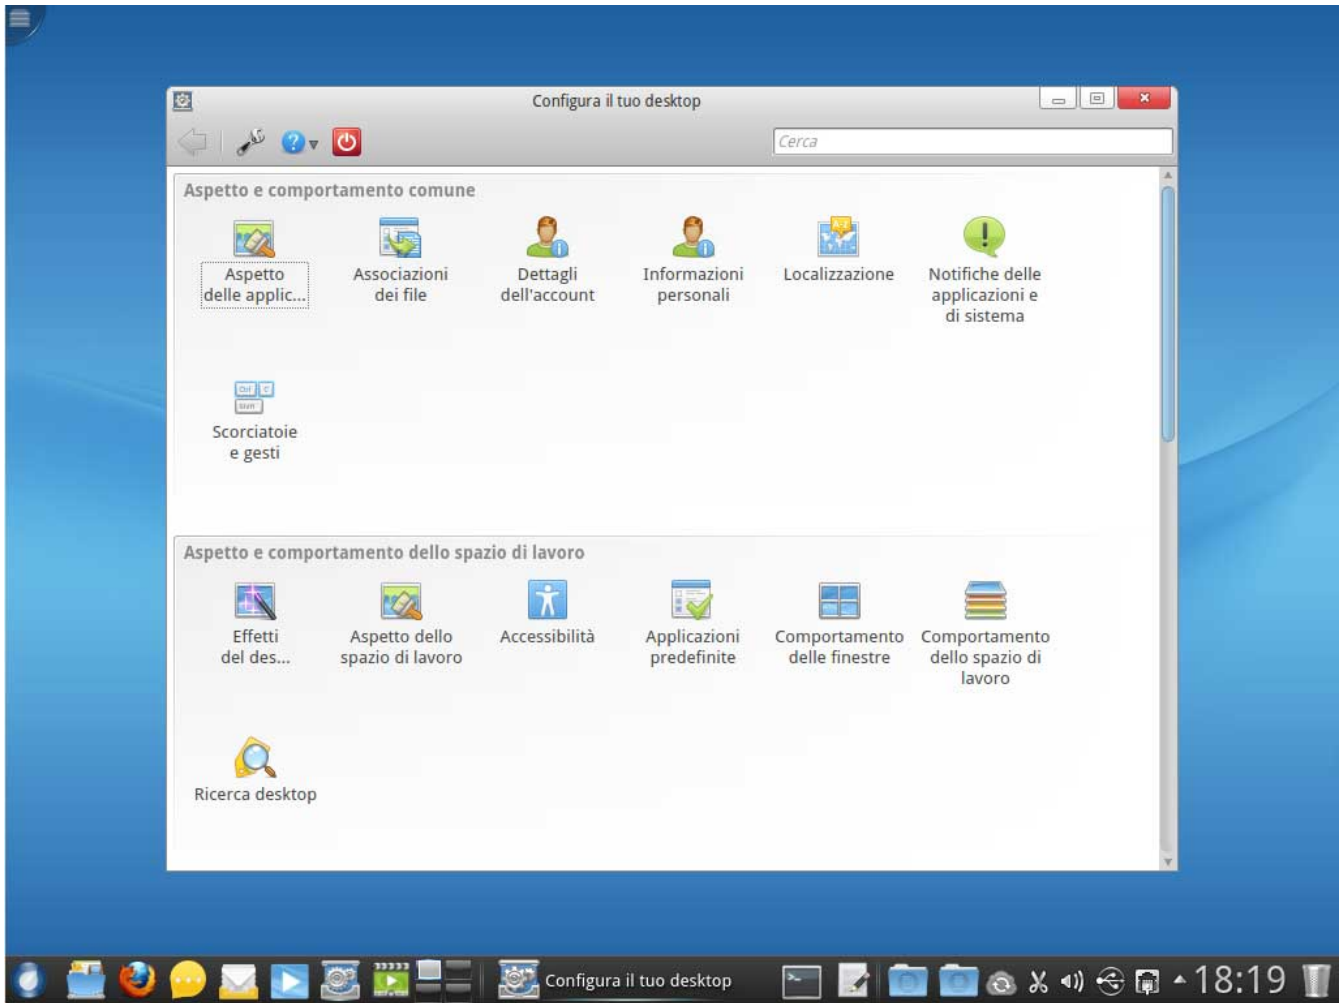 Configura il tuo desktop
Cerca
Aspetto e comportamento comune
Aspetto
delle applic...
Associazioni
dei file
Dettagli
dell'account
Informazioni
personali
Localizzazione
Notifiche delle
applicazioni e
di sistema
Scorciatoie
e gesti
Aspetto e comportamento dello spazio di lavoro
Effetti
del des...
Aspetto dello
spazio di lavoro
Accessibilità
Applicazioni
predefinite
Comportamento
delle finestre
Comportamento
dello spazio di
lavoro
Ricerca desktop
Configura il tuo desktop
18:19